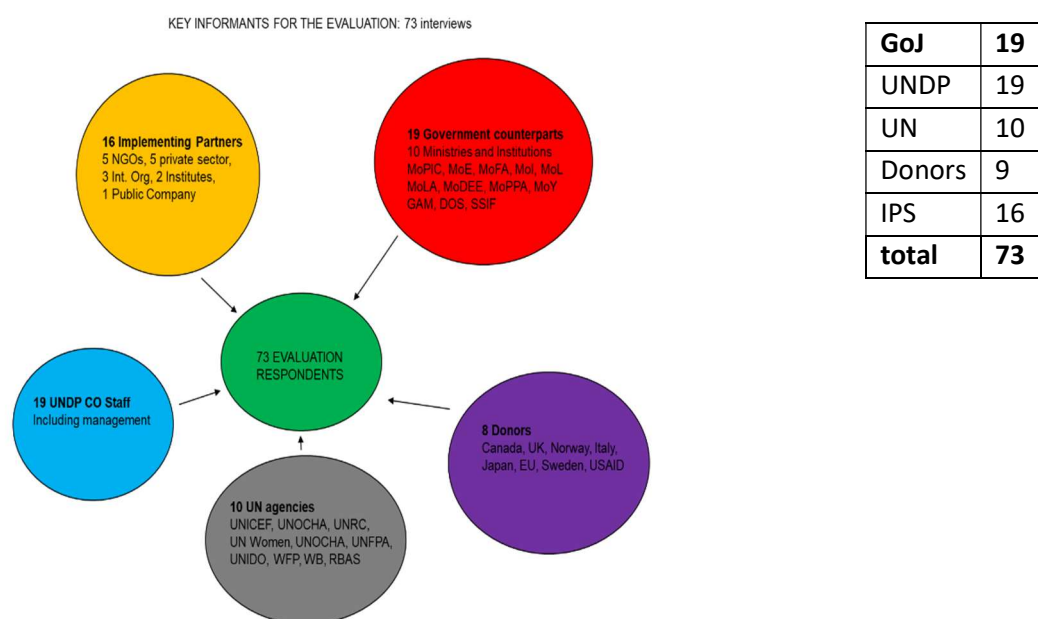 KEY INFORMANTS FOR THE EVALUATION: 73 interviews
16 Implementing Partners
5 NGOs, 5 private sector,
3 Int. Org, 2 Institutes,
1 Public Company
19 Government counterparts
10 Ministries and Institutions
MoPIC, MoE, MoFA, MoI, MoL
MoLA, MoDEE, MoPPA, MoY
GAM, DOS, SSIF
73 EVALUATION
RESPONDENTS
19 UNDP CO Staff
Including management
8 Donors
Canada, UK, Norway, Italy,
Japan, EU, Sweden, USAID
10 UN agencies
UNICEF, UNOCHA, UNRC,
UN Women, UNOCHA, UNFPA,
UNIDO, WFP, WB, RBAS
GoJ 19
UNDP 19
UN 10
Donors 9
IPS 16
total 73